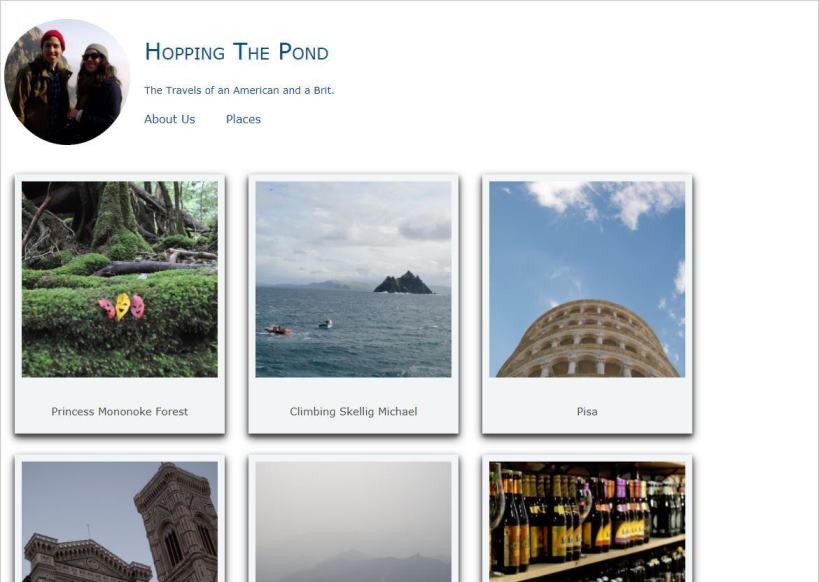 Hopping The Pond
The Travels of an American and a Brit.
About Us Places
Princess Mononoke Forest
Climbing Skellig Michael
Pisa